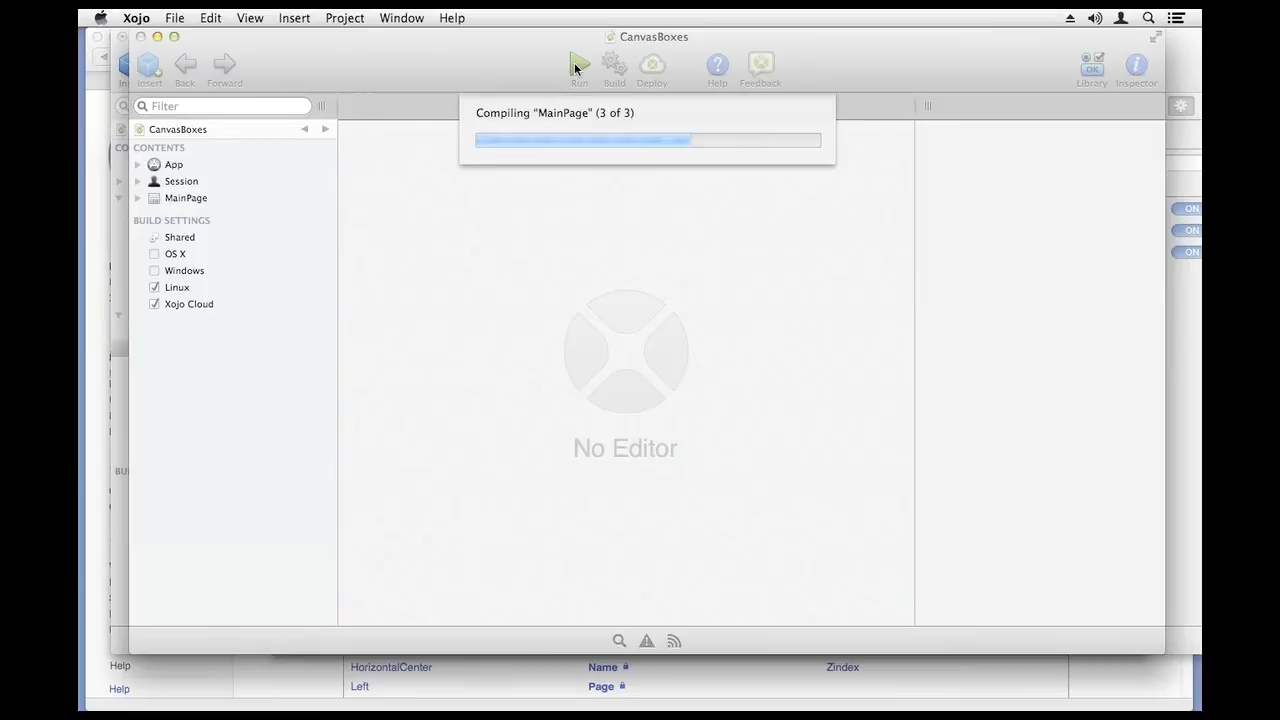 Xojo File Edit View Insert Project Window Help
CanvasBoxes
Insert Back Forward Run Build Deploy Help Feedback Library Inspector
Filter
Compiling “MainPage” (3 of 3)
CanvasBoxes
CONTENTS
App
Session
MainPage
BUILD SETTINGS
Shared
OS X
Windows
Linux
Xojo Cloud
ON
ON
ON
OK
No Editor
Help
HorizontalCenter Name Zindex
Help
Left Page